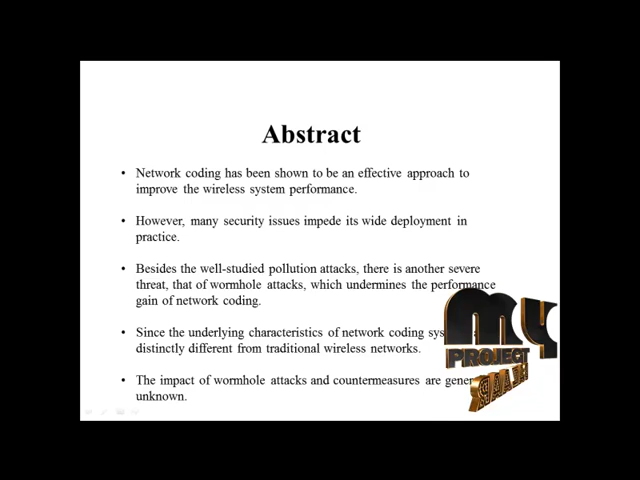 Abstract
• Network coding has been shown to be an effective approach to
improve the wireless system performance.
• However, many security issues impede its wide deployment in
practice.
• Besides the well-studied pollution attacks, there is another severe
threat, that of wormhole attacks, which undermines the performance
gain of network coding.
• Since the underlying characteristics of network coding
distinctly different from traditional wireless networks.
• The impact of wormhole attacks and countermeasures are
unknown.
MY
PROJECT
BAZAAR